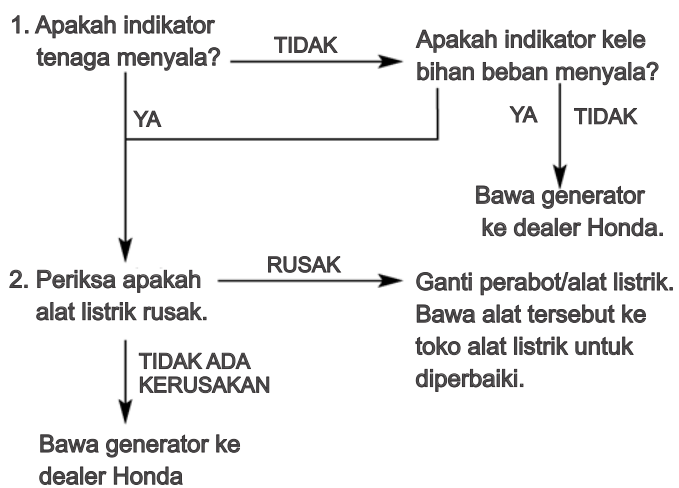 1. Apakah indikator
tenaga menyala?
TIDAK
Apakah indikator kele
bihan beban menyala?
YA
YA
TIDAK
Bawa generator
ke dealer Honda.
2. Periksa apakah
alat listrik rusak.
RUSAK
Ganti perabot/alat listrik.
Bawa alat tersebut ke
toko alat listrik untuk
diperbaiki.
TIDAK ADA
KERUSAKAN
Bawa generator ke
dealer Honda